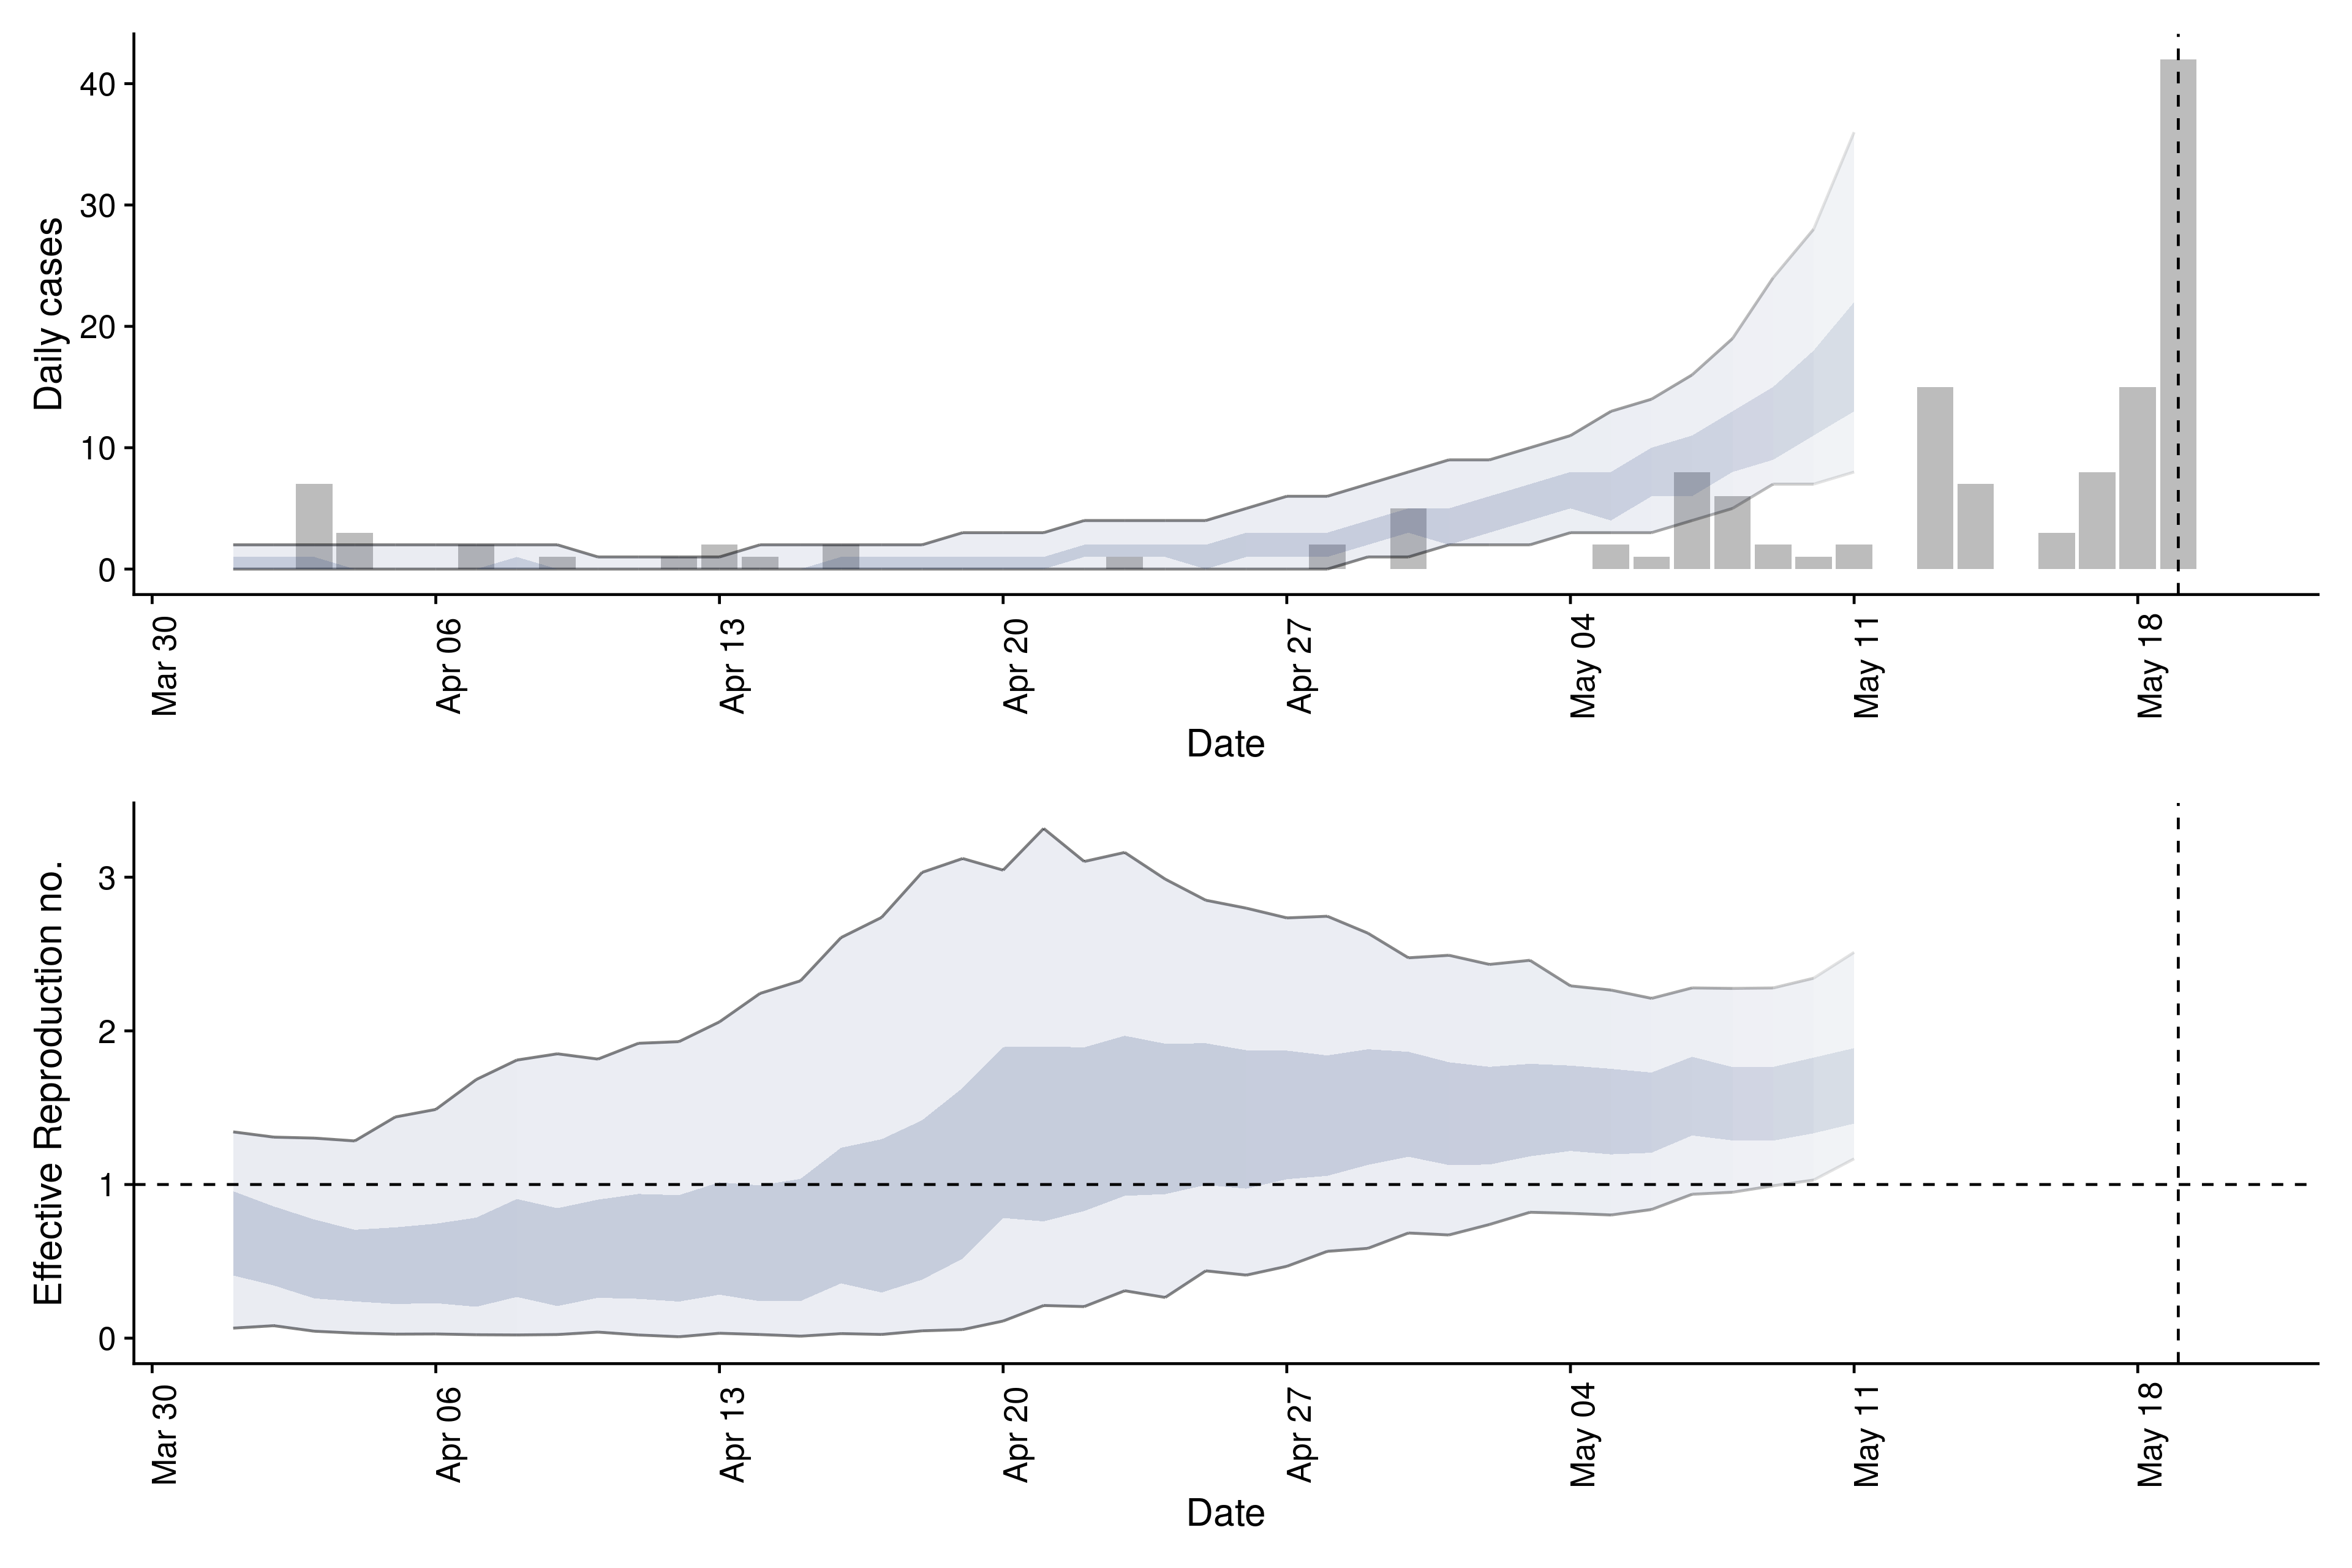 Daily cases
40
30
20
10
0
Mar 30
Apr 06
Apr 13
Apr 20
Apr 27
May 04
May 11
May 18
Date
Effective Reproduction no.
3
2
1
0
Mar 30
Apr 06
Apr 13
Apr 20
Apr 27
May 04
May 11
May 18
Date